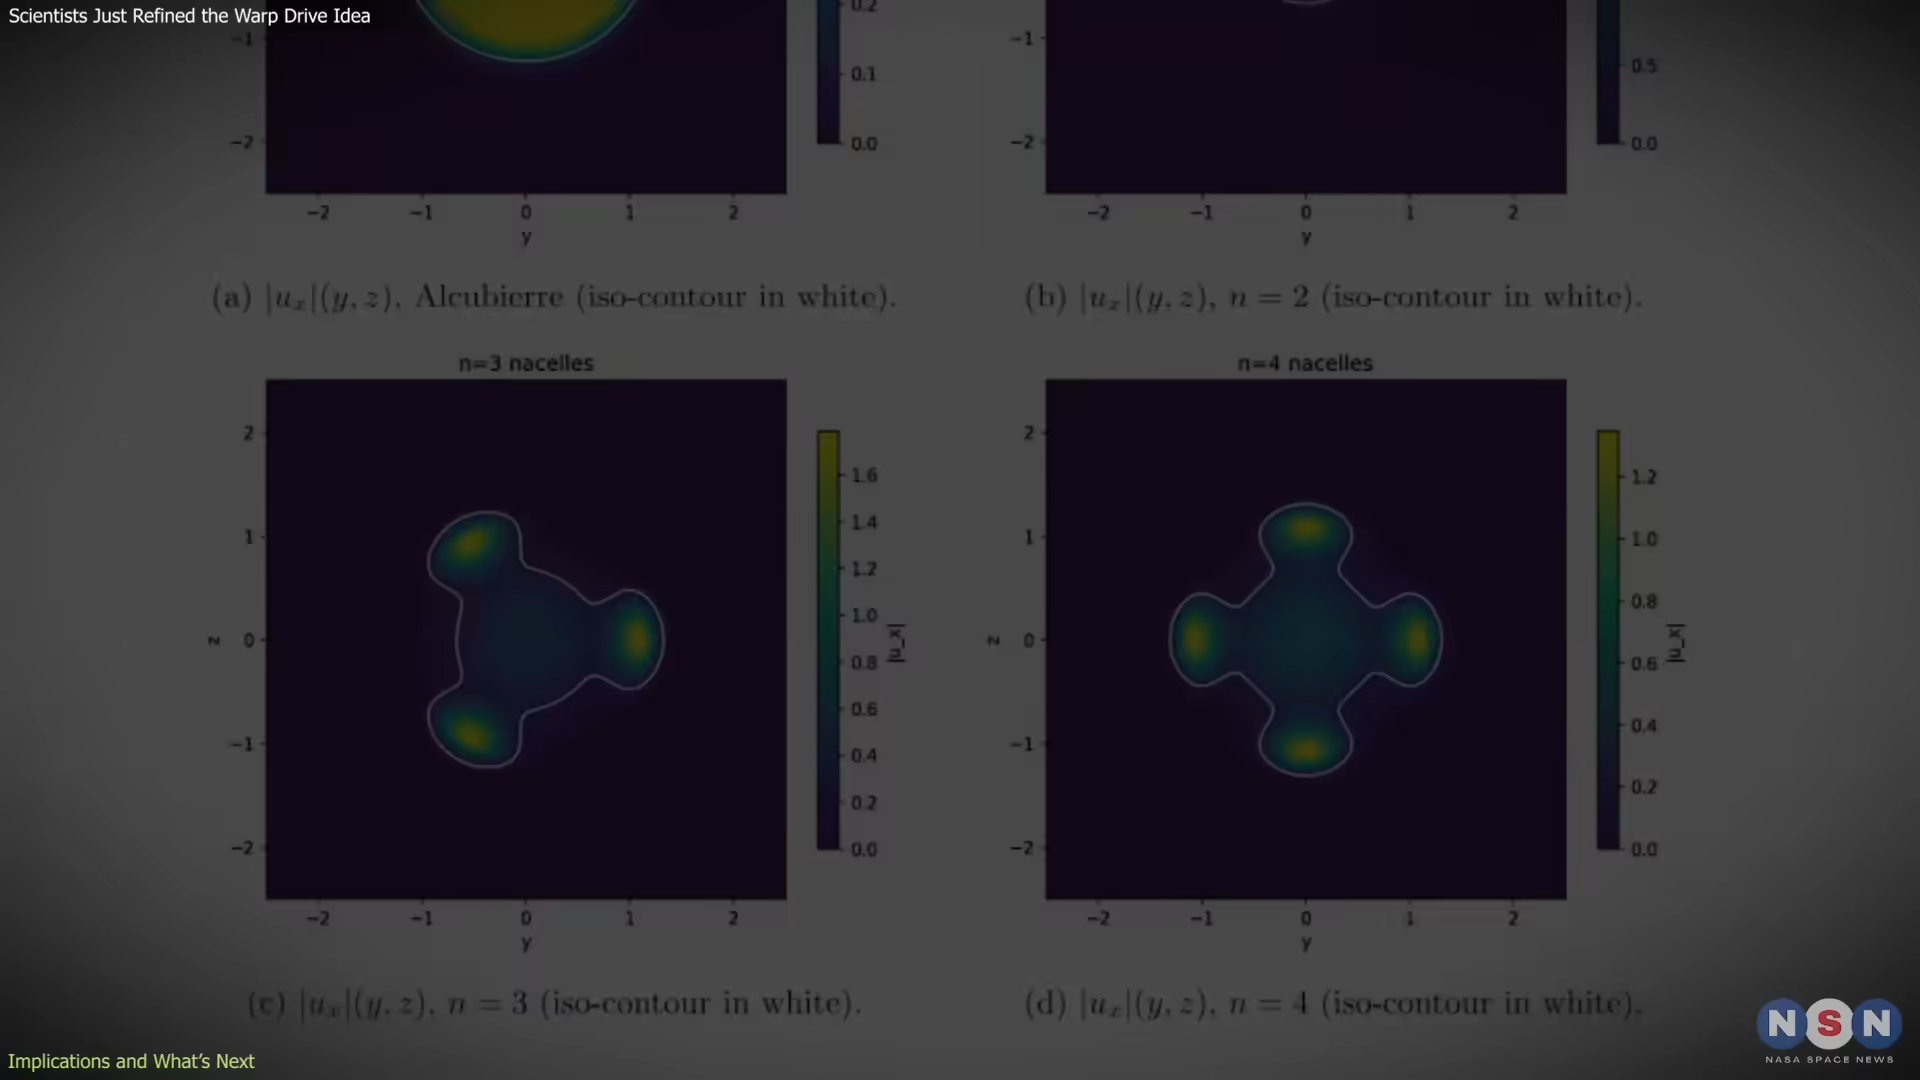 Scientists Just Refined the Warp Drive Idea
0.2
−1
0.1
−2
0.0
−2 −1 0 1 2
y
−1
0.5
−2
0.0
−2 −1 0 1 2
y
(a) |uₓ|(y, z), Alcubierre (iso-contour in white).
(b) |uₓ|(y, z), n = 2 (iso-contour in white).
n=3 nacelles
2
1
0
−1
−2
z
−2 −1 0 1 2
y
1.6
1.4
1.2
1.0
0.8
0.6
0.4
0.2
0.0
|u_x|
n=4 nacelles
2
1
0
−1
−2
z
−2 −1 0 1 2
y
1.2
1.0
0.8
0.6
0.4
0.2
0.0
|u_x|
(c) |uₓ|(y, z), n = 3 (iso-contour in white).
(d) |uₓ|(y, z), n = 4 (iso-contour in white).
NSN
NASA SPACE NEWS
Implications and What’s Next